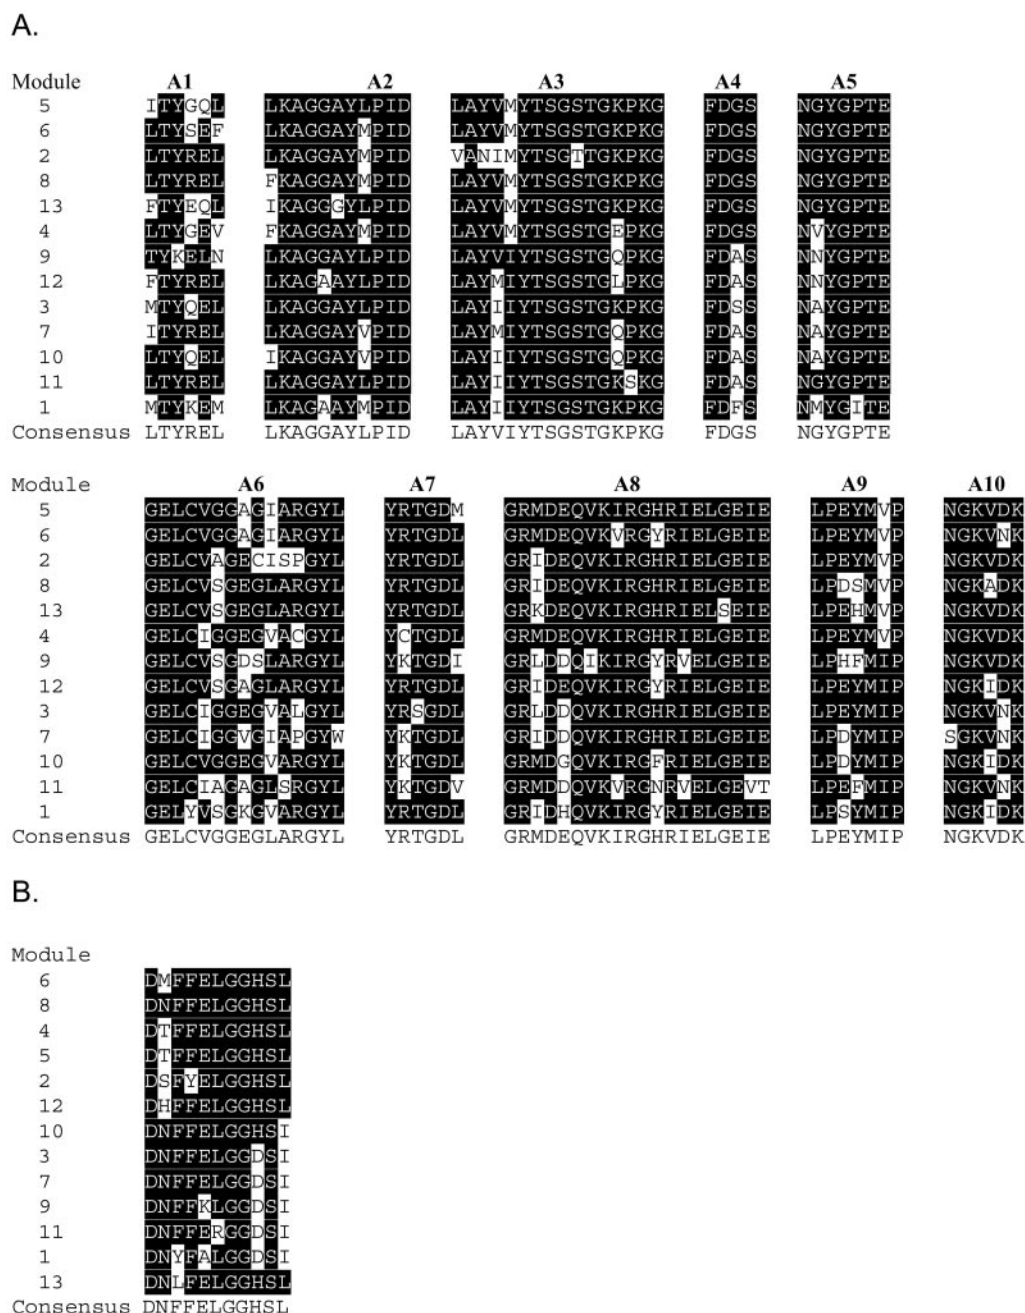 A.
Module A1 A2 A3 A4 A5
5 ITYGQL LKAGGAYLPID LAYVMYTSGSTGKPKG FDGS NGYGPTE
6 LTYSEF LKAGGAYMPID LAYVMYTSGSTGKPKG FDGS NGYGPTE
2 LTYREL LKAGGAYMPID VANIMYTSGTTGKPKG FDGS NGYGPTE
8 LTYREL FKAGGAYMPID LAYVMYTSGSTGKPKG FDGS NGYGPTE
13 FTYEQL IKAGGGYLPID LAYVMYTSGSTGKPKG FDGS NGYGPTE
4 LTYGEV FKAGGAYMPID LAYVMYTSGSTGEPKG FDGS NVYGPTE
9 TYKELN LKAGGAYLPID LAYVIYTSGSTGQPKG FDAS NNYGPTE
12 FTYREL LKAGAAYLPID LAYMIYTSGSTGLPKG FDAS NNYGPTE
3 MTYQEL LKAGGAYLPID LAYIIYTSGSTGKPKG FDSS NAYGPTE
7 ITYREL LKAGGAYVPID LAYMIYTSGSTGQPKG FDAS NAYGPTE
10 LTYQEL IKAGGAYVPID LAYIIYTSGSTGQPKG FDAS NAYGPTE
11 LTYREL LKAGGAYLPID LAYIIYTSGSTGKSKG FDAS NGYGPTE
1 MTYKEM LKAGAAYMPID LAYIIYTSGSTGKPKG FDFS NMYGITE
Consensus LTYREL LKAGGAYLPID LAYVIYTSGSTGKPKG FDGS NGYGPTE
Module A6 A7 A8 A9 A10
5 GELCVGGAGIARGYL YRTGDM GRMDEQVKIRGHRIELGEIE LPEYMVP NGKVDK
6 GELCVGGAGIARGYL YRTGDL GRMDEQVKVRGYRIELGEIE LPEYMVP NGKVNK
2 GELCVAGECISPGYL YRTGDL GRIDEQVKIRGHRIELGEIE LPEYMVP NGKVDK
8 GELCVSGEGLARGYL YRTGDL GRMDEQVKIRGHRIELGEIE LPDSMVP NGKADK
13 GELCVSGEGLARGYL YRTGDL GRKDEQVKIRGHRIELSEIE LPEHMVP NGKVDK
4 GELCIGGEGVACGYL YCTGDL GRMDEQVKIRGHRIELGEIE LPEYMVP NGKVDK
9 GELCVSGDSLARGYL YKTGDI GRLDDQIKIRGYRVELGEIE LPHFMIP NGKVDK
12 GELCVSGAGLARGYL YRTGDL GRIDEQVKIRGYRIELGEIE LPEYMIP NGKIDK
3 GELCIGGEGVALGYL YRSGDL GRLDDQVKIRGHRIELGEIE LPEYMIP NGKVNK
7 GELCIGGVGIAPGYW YKTGDL GRIDDQVKIRGHRIELGEIE LPDYMIP SGKVNK
10 GELCVGGEGVARGYL YKTGDL GRMDGQVKIRGFRIELGEIE LPDYMIP NGKIDK
11 GELCIAGAGLSRGYL YKTGDV GRMDEQVKVRGNRVELGEVT LPEFMIP NGKVNK
1 GELYVSGKGVARGYL YRTGDL GRIDHQVKIRGYRIELGEIE LPSYMIP NGKIDK
Consensus GELCVGGEGLARGYL YRTGDL GRMDEQVKIRGHRIELGEIE LPEYMIP NGKVDK
B.
Module
6 DMFFELGGHSL
8 DNFFELGGHSL
4 DTFFELGGHSL
5 DTFFELGGHSL
2 DSFYELGGHSL
12 DHFFELGGHSL
10 DNFFELGGHSI
3 DNFFELGGDSI
7 DNFFELGGDSI
9 DNFFKLGGDSI
11 DNFFERGGDSI
1 DNYFALGGDSI
13 DNLFELGGHSL
Consensus DNFFELGGHSL